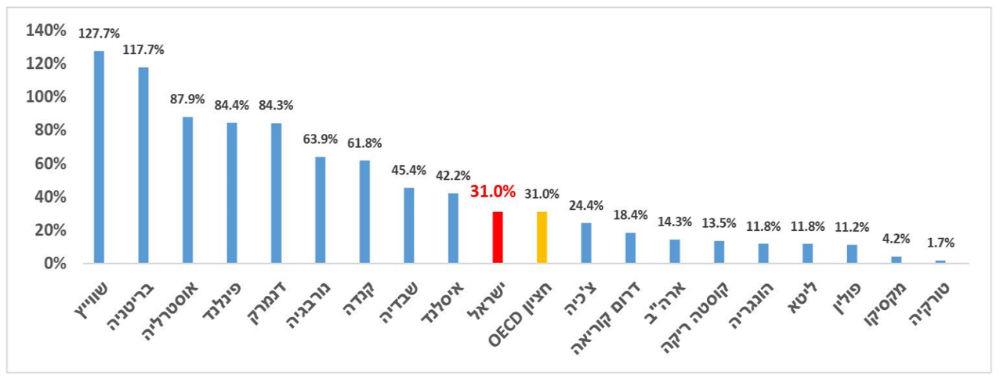 140%
120%
100%
80%
60%
40%
20%
0%
127.7%
117.7%
87.9%
84.4%
84.3%
63.9%
61.8%
45.4%
42.2%
31.0%
31.0%
24.4%
18.4%
14.3%
13.5%
11.8%
11.8%
11.2%
4.2%
1.7%
שווייץ
בריטניה
אוסטרליה
פינלנד
דנמרק
נורבגיה
קנדה
שבדיה
איסלנד
ישראל
חציון OECD
צ'כיה
דרום קוריאה
ארה"ב
קוסטה ריקה
הונגריה
ליטא
פולין
מקסיקו
טורקיה